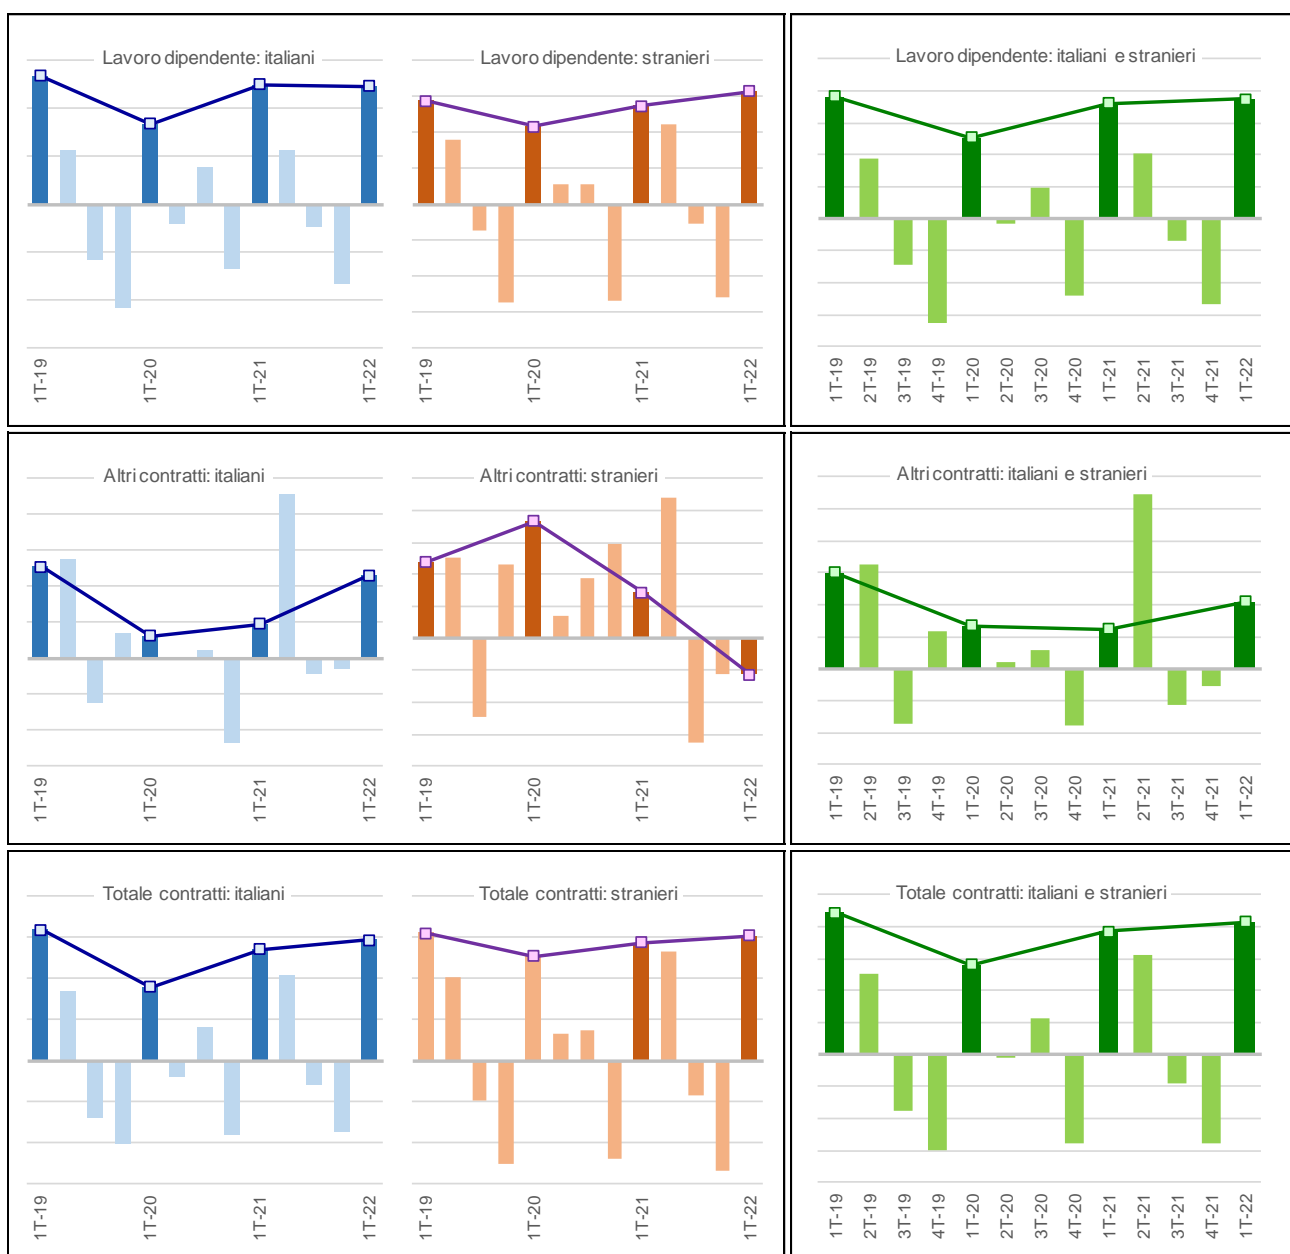 Lavoro dipendente: italiani
1T-19
1T-20
1T-21
1T-22
Lavoro dipendente: stranieri
1T-19
1T-20
1T-21
1T-22
Lavoro dipendente: italiani e stranieri
1T-19
2T-19
3T-19
4T-19
1T-20
2T-20
3T-20
4T-20
1T-21
2T-21
3T-21
4T-21
1T-22
Altri contratti: italiani
1T-19
1T-20
1T-21
1T-22
Altri contratti: stranieri
1T-19
1T-20
1T-21
1T-22
Altri contratti: italiani e stranieri
1T-19
2T-19
3T-19
4T-19
1T-20
2T-20
3T-20
4T-20
1T-21
2T-21
3T-21
4T-21
1T-22
Totale contratti: italiani
1T-19
1T-20
1T-21
1T-22
Totale contratti: stranieri
1T-19
1T-20
1T-21
1T-22
Totale contratti: italiani e stranieri
1T-19
2T-19
3T-19
4T-19
1T-20
2T-20
3T-20
4T-20
1T-21
2T-21
3T-21
4T-21
1T-22